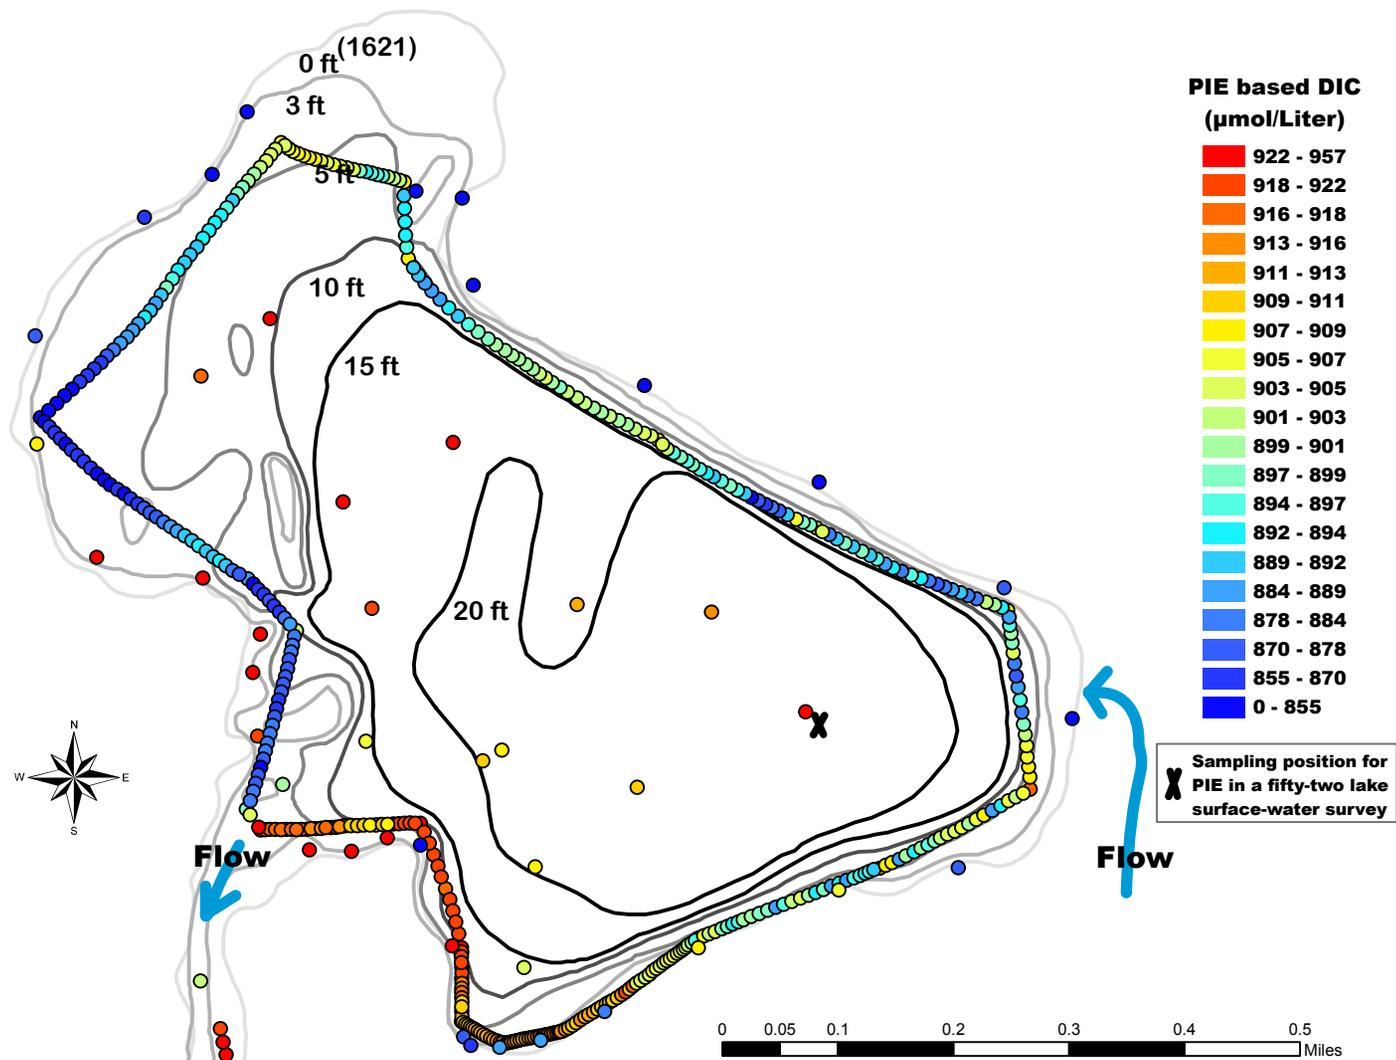 (1621)
0 ft
3 ft
5 ft
10 ft
15 ft
20 ft
PIE based DIC
(µmol/Liter)
922 - 957
918 - 922
916 - 918
913 - 916
911 - 913
909 - 911
907 - 909
905 - 907
903 - 905
901 - 903
899 - 901
897 - 899
894 - 897
892 - 894
889 - 892
884 - 889
878 - 884
870 - 878
855 - 870
0 - 855
N
W E
S
X
X Sampling position for
PIE in a fifty-two lake
surface-water survey
Flow
Flow
0 0.05 0.1 0.2 0.3 0.4 0.5
Miles